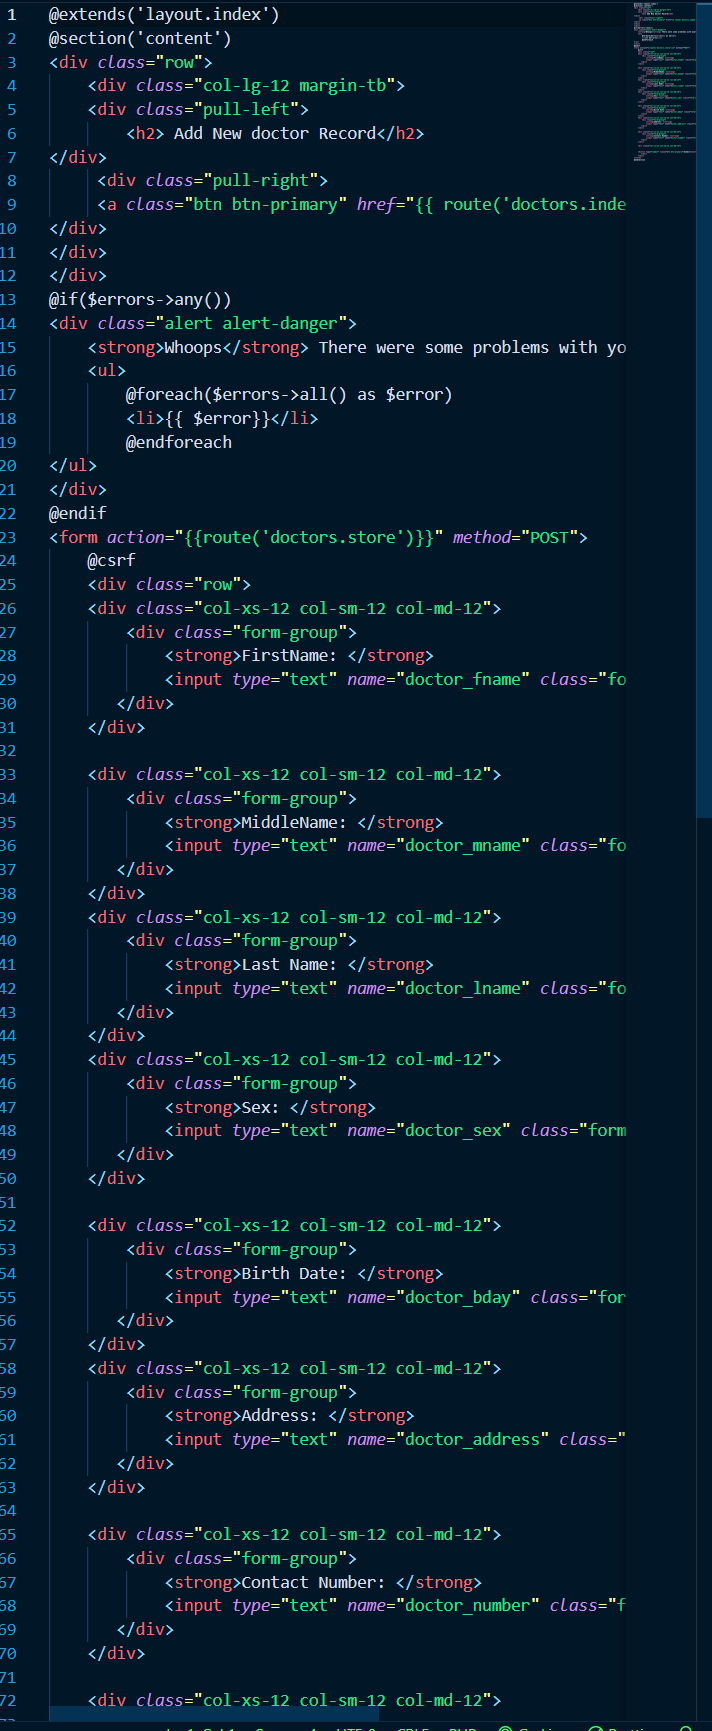 1 @extends('layout.index')
2 @section('content')
3 <div class="row">
4 <div class="col-lg-12 margin-tb">
5 <div class="pull-left">
6 <h2> Add New doctor Record</h2>
7 </div>
8 <div class="pull-right">
9 <a class="btn btn-primary" href="{{ route('doctors.inde
10 </div>
11 </div>
12 </div>
13 @if($errors->any())
14 <div class="alert alert-danger">
15 <strong>Whoops</strong> There were some problems with yo
16 <ul>
17 @foreach($errors->all() as $error)
18 <li>{{ $error}}</li>
19 @endforeach
20 </ul>
21 </div>
22 @endif
23 <form action="{{route('doctors.store')}}" method="POST">
24 @csrf
25 <div class="row">
26 <div class="col-xs-12 col-sm-12 col-md-12">
27 <div class="form-group">
28 <strong>FirstName: </strong>
29 <input type="text" name="doctor_fname" class="fo
30 </div>
31 </div>
32
33 <div class="col-xs-12 col-sm-12 col-md-12">
34 <div class="form-group">
35 <strong>MiddleName: </strong>
36 <input type="text" name="doctor_mname" class="fo
37 </div>
38 </div>
39 <div class="col-xs-12 col-sm-12 col-md-12">
40 <div class="form-group">
41 <strong>Last Name: </strong>
42 <input type="text" name="doctor_lname" class="fo
43 </div>
44 </div>
45 <div class="col-xs-12 col-sm-12 col-md-12">
46 <div class="form-group">
47 <strong>Sex: </strong>
48 <input type="text" name="doctor_sex" class="form
49 </div>
50 </div>
51
52 <div class="col-xs-12 col-sm-12 col-md-12">
53 <div class="form-group">
54 <strong>Birth Date: </strong>
55 <input type="text" name="doctor_bday" class="for
56 </div>
57 </div>
58 <div class="col-xs-12 col-sm-12 col-md-12">
59 <div class="form-group">
60 <strong>Address: </strong>
61 <input type="text" name="doctor_address" class="
62 </div>
63 </div>
64
65 <div class="col-xs-12 col-sm-12 col-md-12">
66 <div class="form-group">
67 <strong>Contact Number: </strong>
68 <input type="text" name="doctor_number" class="f
69 </div>
70 </div>
71
72 <div class="col-xs-12 col-sm-12 col-md-12">